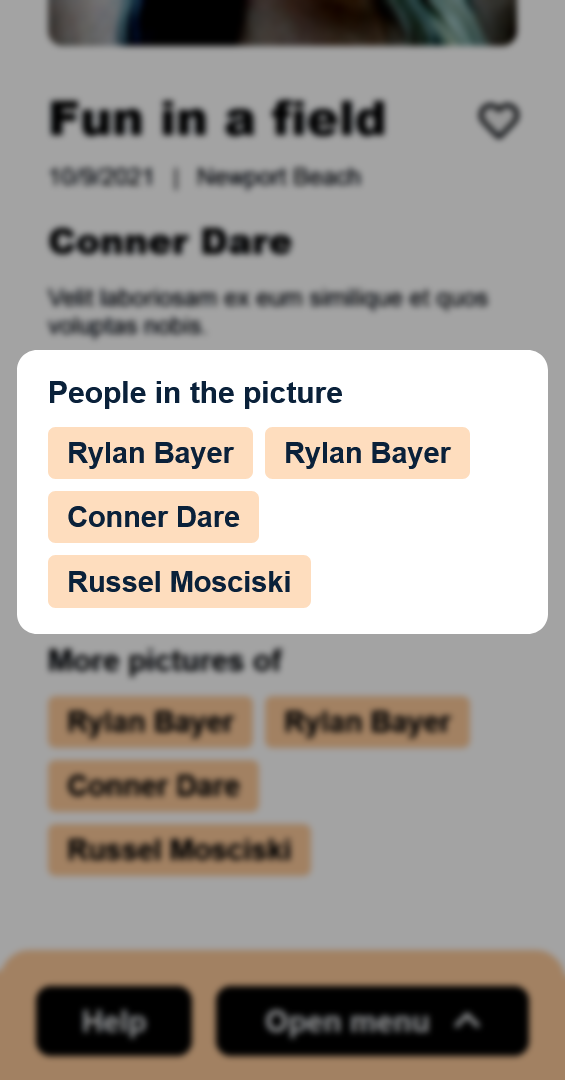 Fun in a field
10/9/2021 | Newport Beach
Conner Dare
Velit laboriosam ex eum similique et quos
voluptas nobis.
People in the picture
Rylan Bayer Rylan Bayer
Conner Dare
Russel Mosciski
More pictures of
Rylan Bayer Rylan Bayer
Conner Dare
Russel Mosciski
Help Open menu